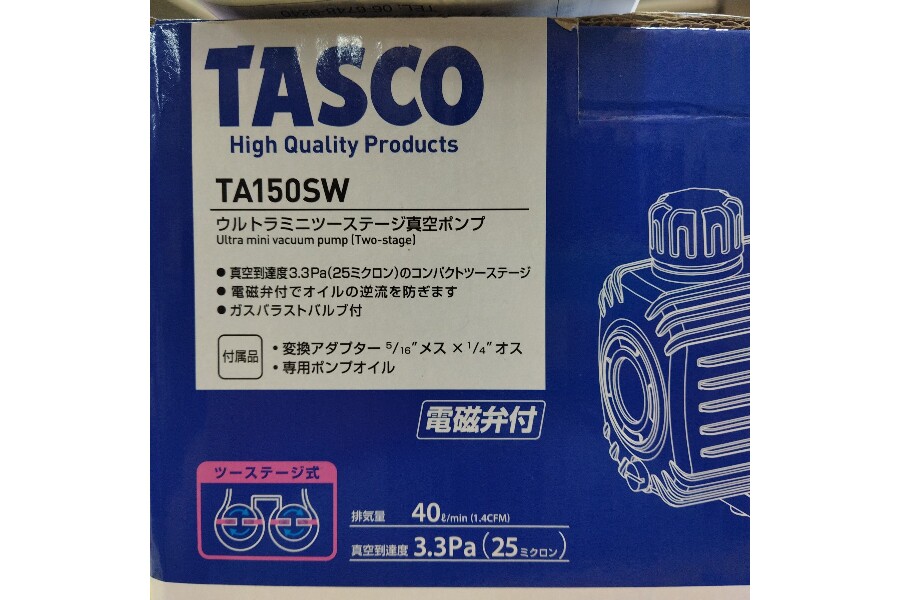 TEL. 06-6748-9240
TASCO
High Quality Products
TA150SW
ウルトラミニツーステージ真空ポンプ
Ultra mini vacuum pump (Two-stage)
● 真空到達度3.3Pa(25ミクロン)のコンパクトツーステージ
● 電磁弁付でオイルの逆流を防ぎます
● ガスバラストバルブ付
付属品
・変換アダプター 5/16"メス×1/4"オス
・専用ポンプオイル
電磁弁付
ツーステージ式
排気量 40ℓ/min (1.4CFM)
真空到達度 3.3Pa(25ミクロン)